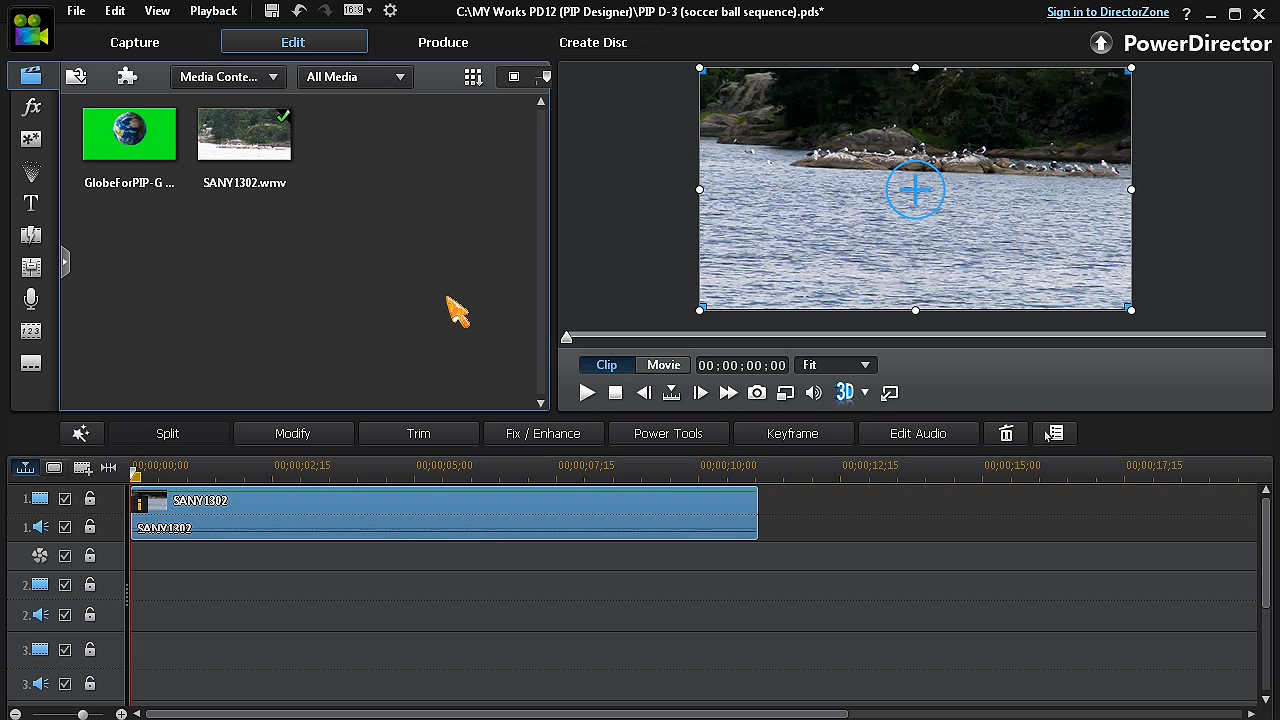 File Edit View Playback 16:9 C:\MY Works PD12 (PIP Designer)\PIP D-3 (soccer ball sequence).pds* Sign in to DirectorZone ?
Capture Edit Produce Create Disc PowerDirector
Media Conte... All Media
fx
GlobeForPIP-G ... SANY1302.wmv
T
Clip Movie 00;00;00;00 Fit
3D
Split Modify Trim Fix / Enhance Power Tools Keyframe Edit Audio
00;00;00;00 00;00;02;15 00;00;05;00 00;00;07;15 00;00;10;00 00;00;12;15 00;00;15;00 00;00;17;15
1. SANY1302
1. SANY1302
2.
2.
3.
3.